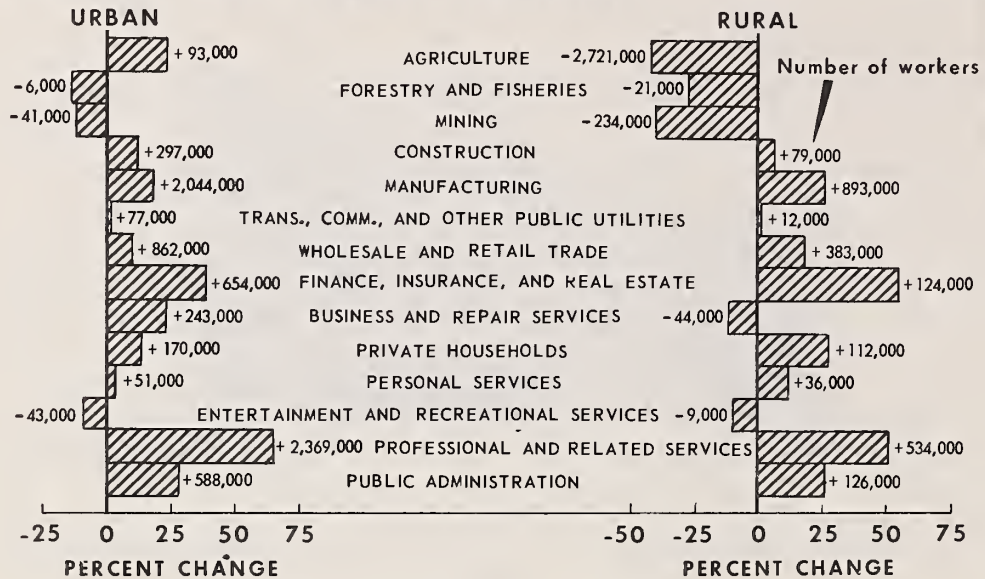 URBAN RURAL
+ 93,000 AGRICULTURE -2,721,000
Number of workers
-6,000 FORESTRY AND FISHERIES -21,000
-41,000 MINING -234,000
+297,000 CONSTRUCTION +79,000
+2,044,000 MANUFACTURING +893,000
+77,000 TRANS., COMM., AND OTHER PUBLIC UTILITIES +12,000
+862,000 WHOLESALE AND RETAIL TRADE +383,000
+654,000 FINANCE, INSURANCE, AND REAL ESTATE +124,000
+243,000 BUSINESS AND REPAIR SERVICES -44,000
+170,000 PRIVATE HOUSEHOLDS +112,000
+51,000 PERSONAL SERVICES +36,000
-43,000 ENTERTAINMENT AND RECREATIONAL SERVICES -9,000
+2,369,000 PROFESSIONAL AND RELATED SERVICES +534,000
+588,000 PUBLIC ADMINISTRATION +126,000
-25 0 25 50 75 -50 -25 0 25 50 75
PERCENT CHANGE PERCENT CHANGE